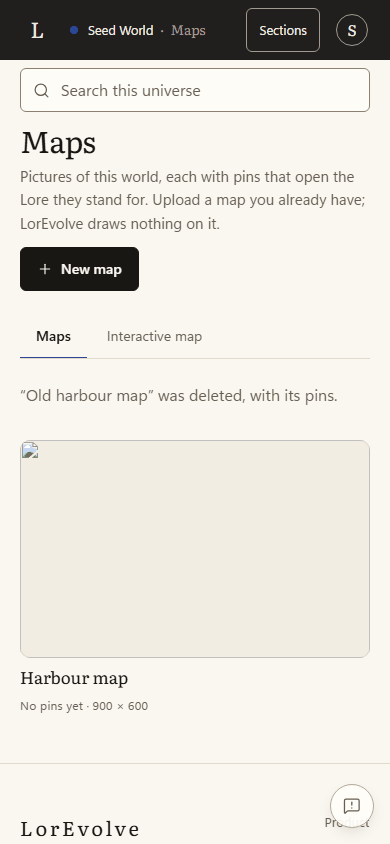 L
Seed World · Maps
Sections
S
Search this universe
Maps
Pictures of this world, each with pins that open the
Lore they stand for. Upload a map you already have;
LorEvolve draws nothing on it.
New map
Maps
Interactive map
“Old harbour map” was deleted, with its pins.
Harbour map
No pins yet · 900 × 600
LorEvolve